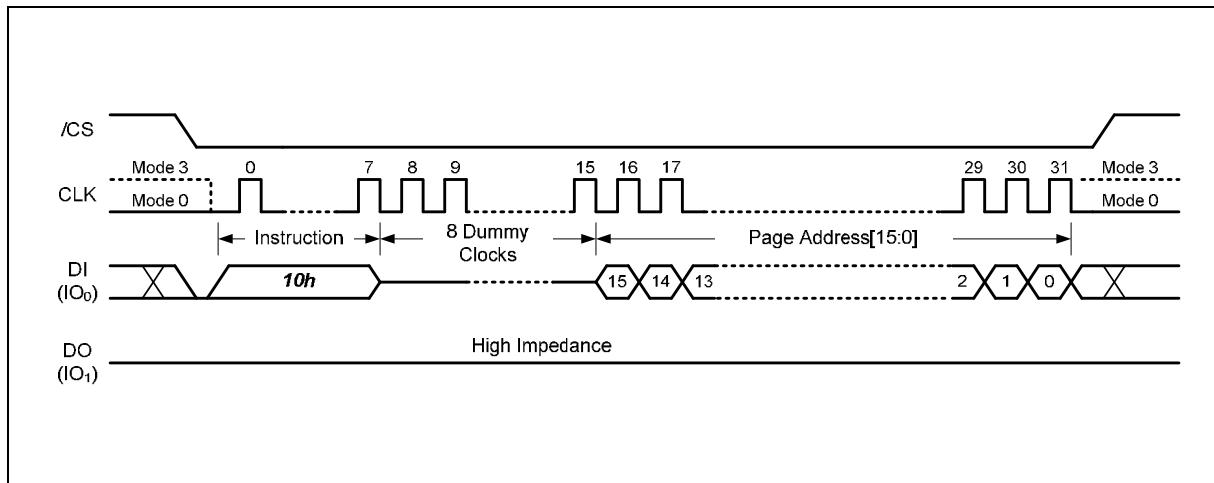 /CS
Mode 3 0 7 8 9 15 16 17 29 30 31 Mode 3
CLK
Mode 0 Mode 0
Instruction 8 Dummy Clocks Page Address[15:0]
DI
(IO₀)
10h 15 14 13 2 1 0
High Impedance
DO
(IO₁)